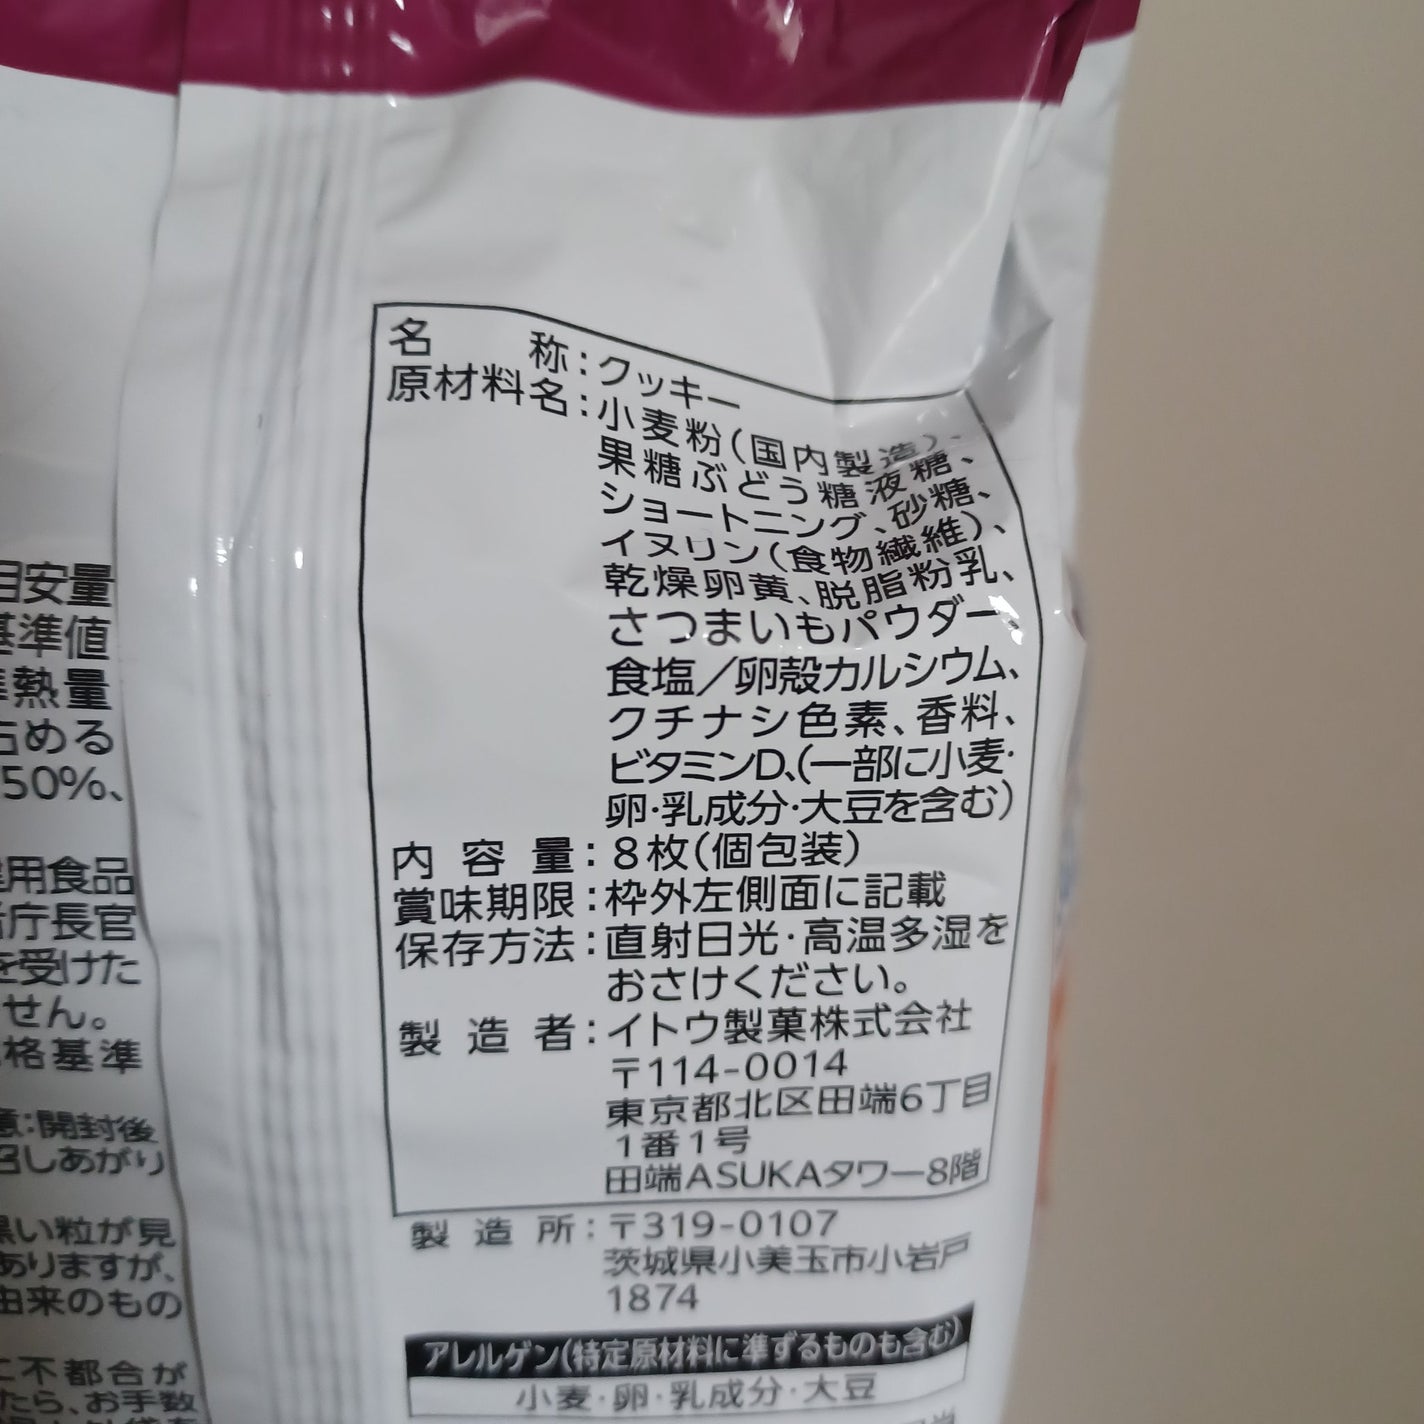 名称:クッキー
原材料名:小麦粉(国内製造)、
果糖ぶどう糖液糖、
ショートニング、砂糖、
イヌリン(食物繊維)、
乾燥卵黄、脱脂粉乳、
さつまいもパウダー、
食塩/卵殻カルシウム、
クチナシ色素、香料、
ビタミンD、(一部に小麦・
卵・乳成分・大豆を含む)
内容量:8枚(個包装)
賞味期限:枠外左側面に記載
保存方法:直射日光・高温多湿を
おさけください。
製造者:イトウ製菓株式会社
〒114-0014
東京都北区田端6丁目
1番1号
田端ASUKAタワー8階
製造所:〒319-0107
茨城県小美玉市小岩戸
1874
アレルゲン(特定原材料に準ずるものも含む)
小麦・卵・乳成分・大豆
目安量
基準値
熱量
占める
50%、
用食品
庁長官
を受けた
せん。
格基準
意:開封後
召しあがり
黒い粒が見
ありますが、
由来のもの
に不都合が
たら、お手数